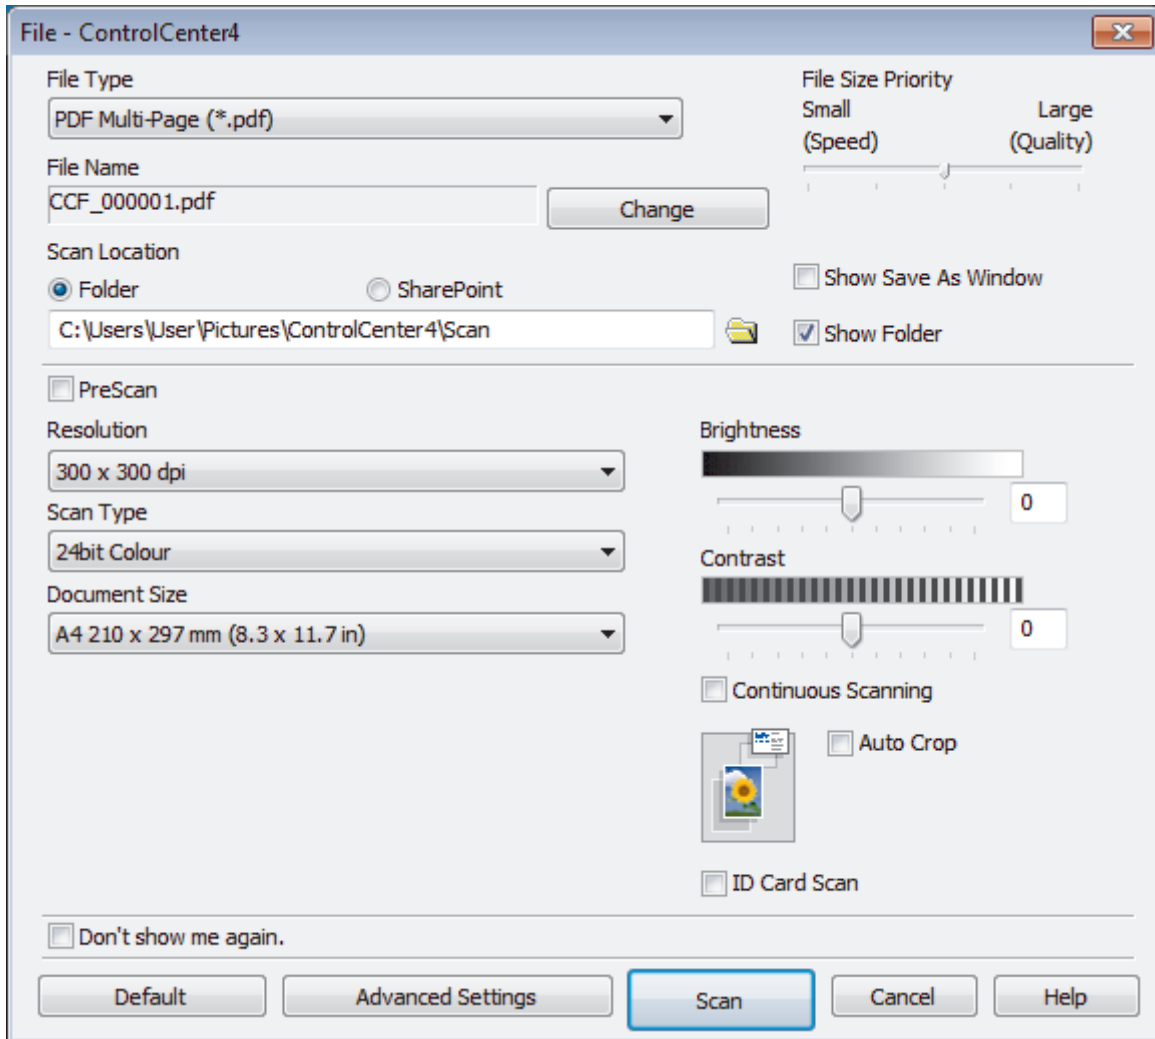 File - ControlCenter4
File Type
File Size Priority
PDF Multi-Page (*.pdf)
Small Large
(Speed) (Quality)
File Name
CCF_000001.pdf
Change
Scan Location
Folder SharePoint
Show Save As Window
C:\Users\User\Pictures\ControlCenter4\Scan
Show Folder
PreScan
Resolution
300 x 300 dpi
Scan Type
24bit Colour
Document Size
A4 210 x 297 mm (8.3 x 11.7 in)
Brightness
0
Contrast
0
Continuous Scanning
Auto Crop
ID Card Scan
Don't show me again.
Default Advanced Settings Scan Cancel Help